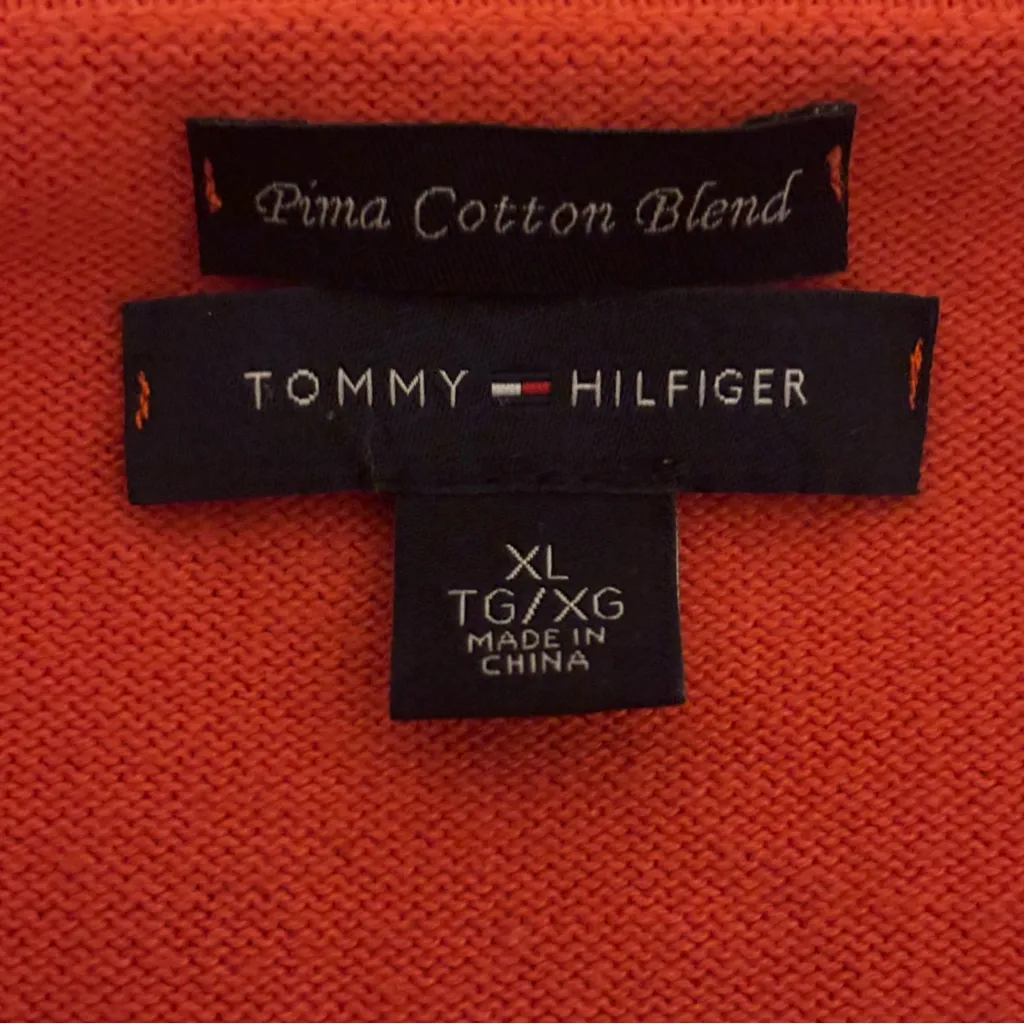 Pima Cotton Blend
TOMMY HILFIGER
XL
TG/XG
MADE IN
CHINA